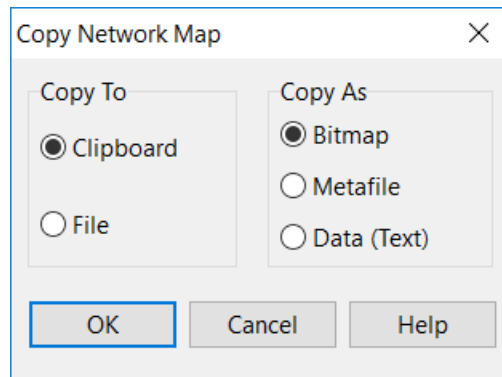 Copy Network Map
Copy To
Clipboard
File
Copy As
Bitmap
Metafile
Data (Text)
OK
Cancel
Help